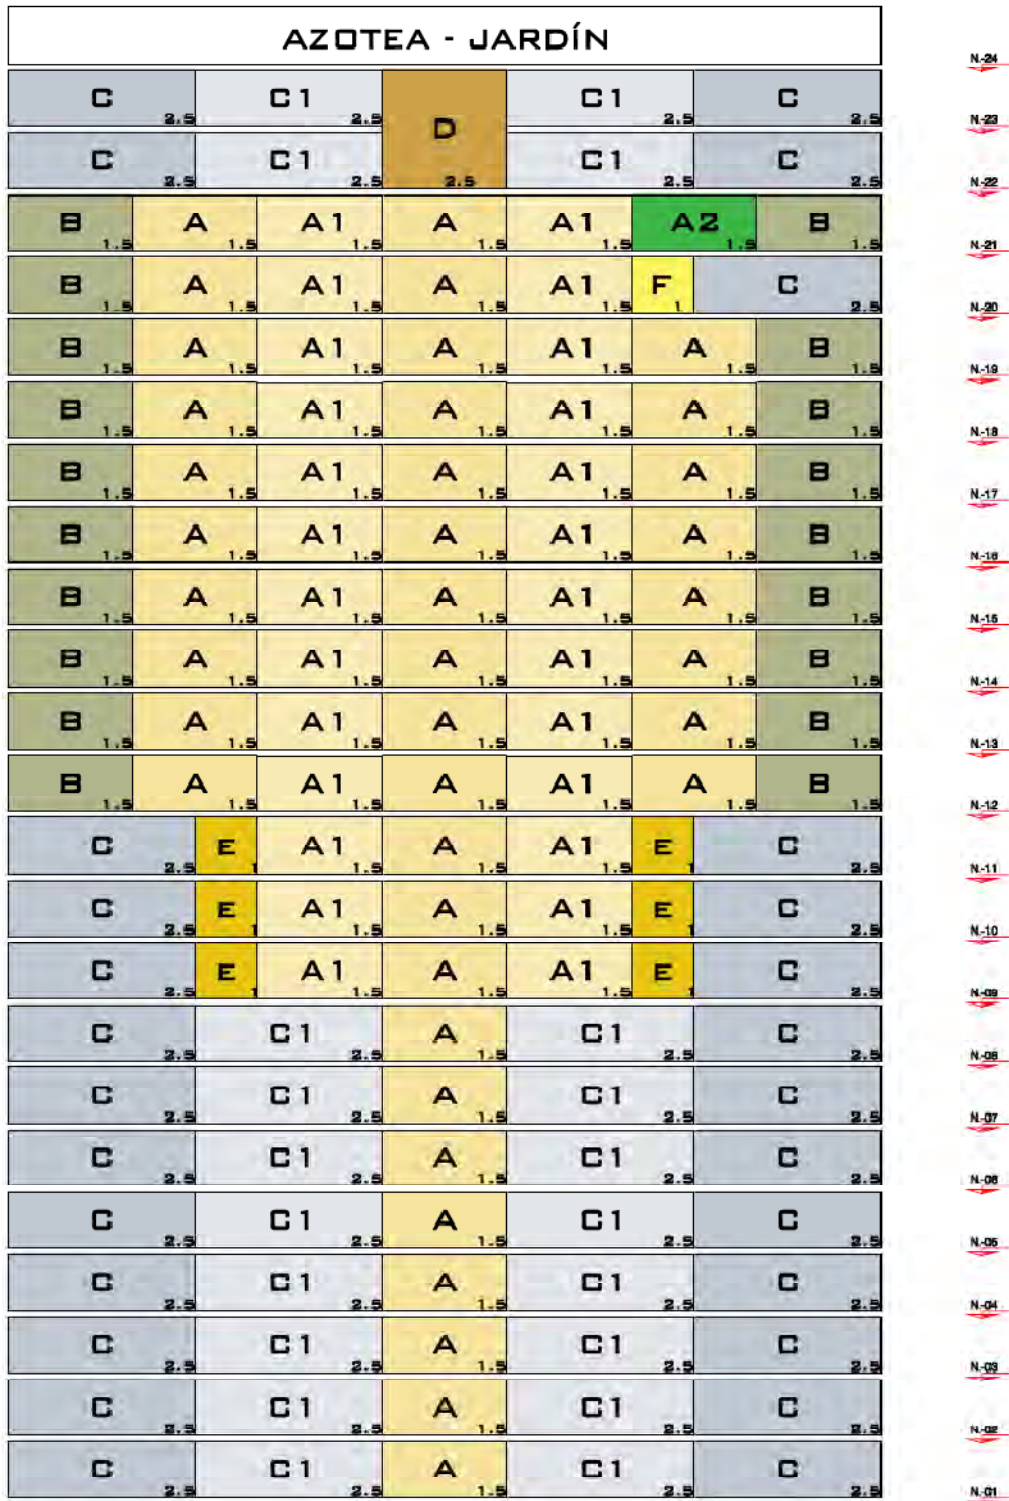 AZOTEA - JARDÍN
N.-24
C 2.5 C1 2.5 D 2.5 C1 2.5 C 2.5
N.-23
C 2.5 C1 2.5 C1 2.5 C 2.5
N.-22
B 1.5 A 1.5 A1 1.5 A 1.5 A1 1.5 A2 1.5 B 1.5
N.-21
B 1.5 A 1.5 A1 1.5 A 1.5 A1 1.5 F 1 C 2.5
N.-20
B 1.5 A 1.5 A1 1.5 A 1.5 A1 1.5 A 1.5 B 1.5
N.-19
B 1.5 A 1.5 A1 1.5 A 1.5 A1 1.5 A 1.5 B 1.5
N.-18
B 1.5 A 1.5 A1 1.5 A 1.5 A1 1.5 A 1.5 B 1.5
N.-17
B 1.5 A 1.5 A1 1.5 A 1.5 A1 1.5 A 1.5 B 1.5
N.-16
B 1.5 A 1.5 A1 1.5 A 1.5 A1 1.5 A 1.5 B 1.5
N.-15
B 1.5 A 1.5 A1 1.5 A 1.5 A1 1.5 A 1.5 B 1.5
N.-14
B 1.5 A 1.5 A1 1.5 A 1.5 A1 1.5 A 1.5 B 1.5
N.-13
B 1.5 A 1.5 A1 1.5 A 1.5 A1 1.5 A 1.5 B 1.5
N.-12
C 2.5 E 1 A1 1.5 A 1.5 A1 1.5 E 1 C 2.5
N.-11
C 2.5 E 1 A1 1.5 A 1.5 A1 1.5 E 1 C 2.5
N.-10
C 2.5 E 1 A1 1.5 A 1.5 A1 1.5 E 1 C 2.5
N.-09
C 2.5 C1 2.5 A 1.5 C1 2.5 C 2.5
N.-08
C 2.5 C1 2.5 A 1.5 C1 2.5 C 2.5
N.-07
C 2.5 C1 2.5 A 1.5 C1 2.5 C 2.5
N.-06
C 2.5 C1 2.5 A 1.5 C1 2.5 C 2.5
N.-05
C 2.5 C1 2.5 A 1.5 C1 2.5 C 2.5
N.-04
C 2.5 C1 2.5 A 1.5 C1 2.5 C 2.5
N.-03
C 2.5 C1 2.5 A 1.5 C1 2.5 C 2.5
N.-02
C 2.5 C1 2.5 A 1.5 C1 2.5 C 2.5
N.-01